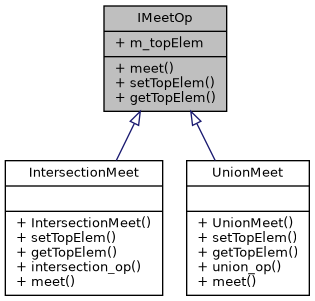 IMeetOp
+ m_topElem
+ meet()
+ setTopElem()
+ getTopElem()
IntersectionMeet
+ IntersectionMeet()
+ setTopElem()
+ getTopElem()
+ intersection_op()
+ meet()
UnionMeet
+ UnionMeet()
+ setTopElem()
+ getTopElem()
+ union_op()
+ meet()